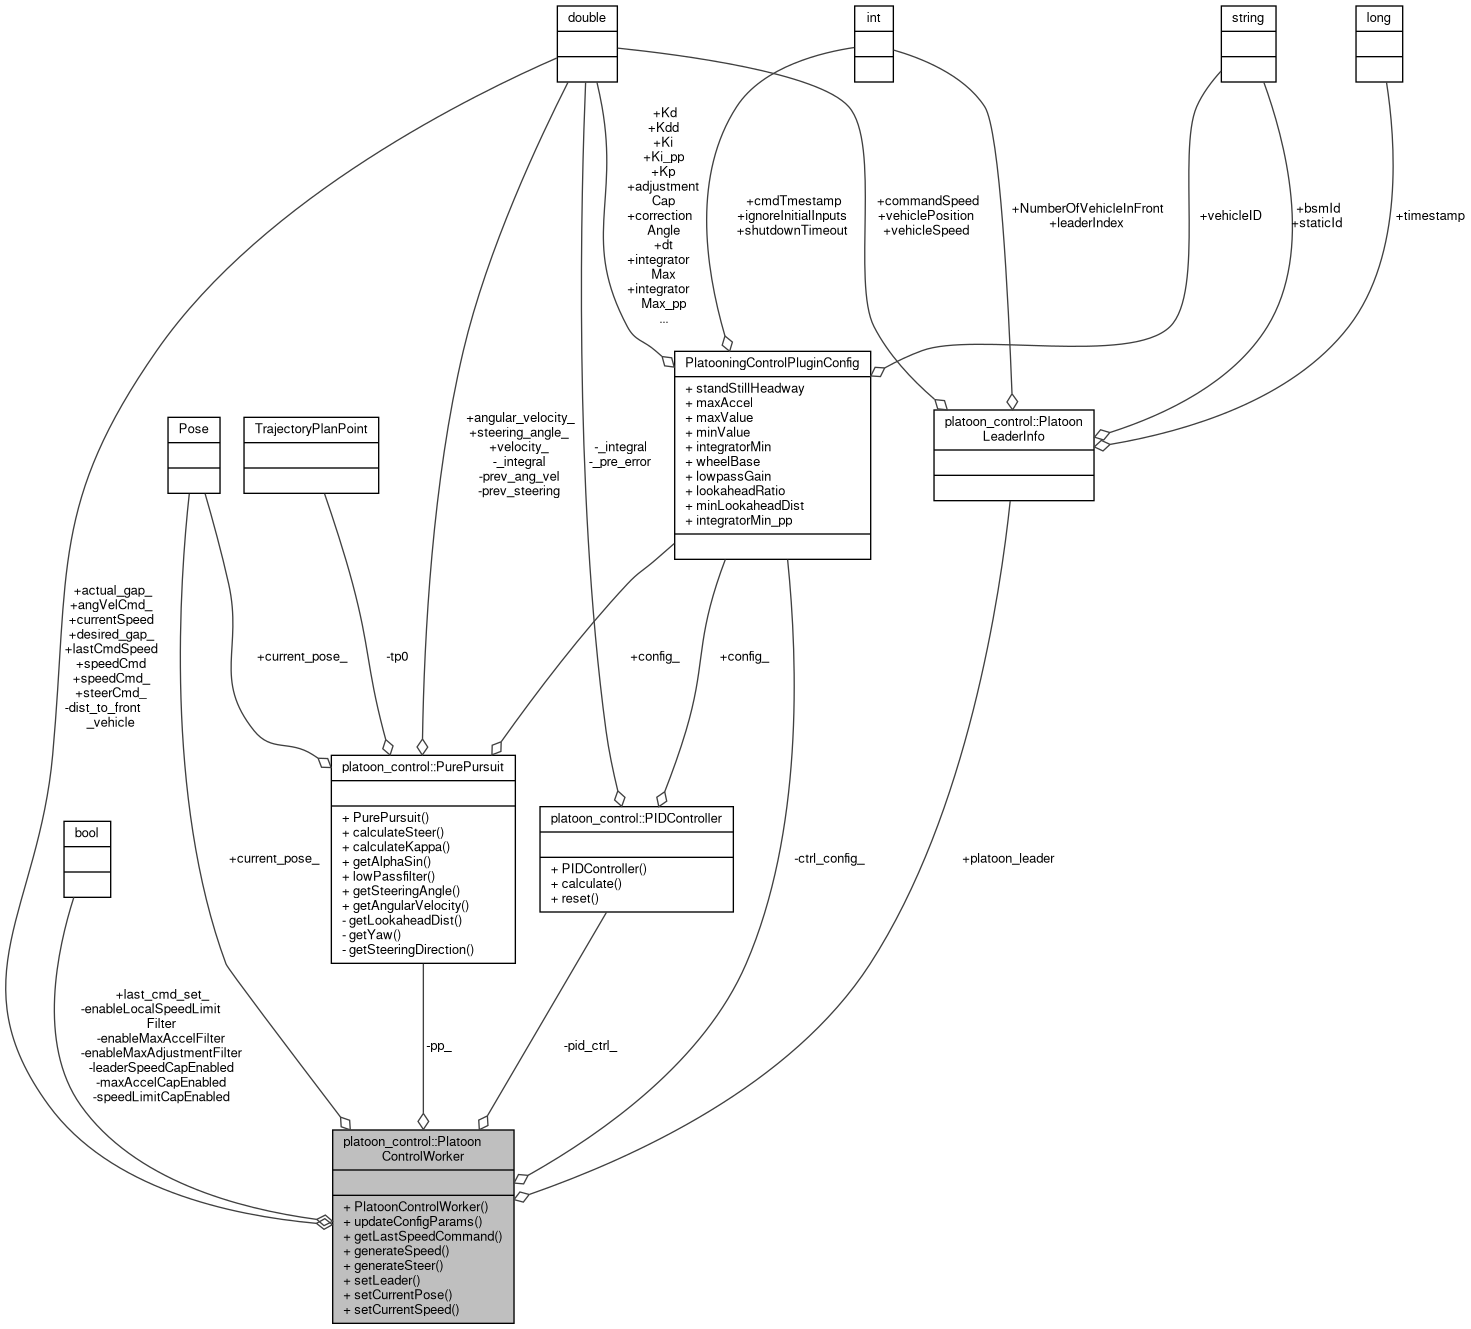 double
int
string
long
+Kd
+Kdd
+Ki
+Ki_pp
+Kp
+adjustment
Cap
+correction
Angle
+dt
+integrator
Max
+integrator
Max_pp
...
+cmdTmestamp
+ignoreInitialInputs
+shutdownTimeout
+commandSpeed
+vehiclePosition
+vehicleSpeed
+NumberOfVehicleInFront
+leaderIndex
+vehicleID
+bsmId
+staticId
+timestamp
PlatooningControlPluginConfig
+ standStillHeadway
+ maxAccel
+ maxValue
+ minValue
+ integratorMin
+ wheelBase
+ lowpassGain
+ lookaheadRatio
+ minLookaheadDist
+ integratorMin_pp
platoon_control::Platoon
LeaderInfo
Pose
TrajectoryPlanPoint
+angular_velocity_
+steering_angle_
+velocity_
-_integral
-prev_ang_vel
-prev_steering
-_integral
-_pre_error
+actual_gap_
+angVelCmd_
+currentSpeed
+desired_gap_
+lastCmdSpeed
+speedCmd
+speedCmd_
+steerCmd_
-dist_to_front
_vehicle
+current_pose_
-tp0
+config_
+config_
platoon_control::PurePursuit
+ PurePursuit()
+ calculateSteer()
+ calculateKappa()
+ getAlphaSin()
+ lowPassfilter()
+ getSteeringAngle()
+ getAngularVelocity()
- getLookaheadDist()
- getYaw()
- getSteeringDirection()
platoon_control::PIDController
+ PIDController()
+ calculate()
+ reset()
bool
+current_pose_
-ctrl_config_
+platoon_leader
+last_cmd_set_
-enableLocalSpeedLimit
Filter
-enableMaxAccelFilter
-enableMaxAdjustmentFilter
-leaderSpeedCapEnabled
-maxAccelCapEnabled
-speedLimitCapEnabled
-pp_
-pid_ctrl_
platoon_control::Platoon
ControlWorker
+ PlatoonControlWorker()
+ updateConfigParams()
+ getLastSpeedCommand()
+ generateSpeed()
+ generateSteer()
+ setLeader()
+ setCurrentPose()
+ setCurrentSpeed()